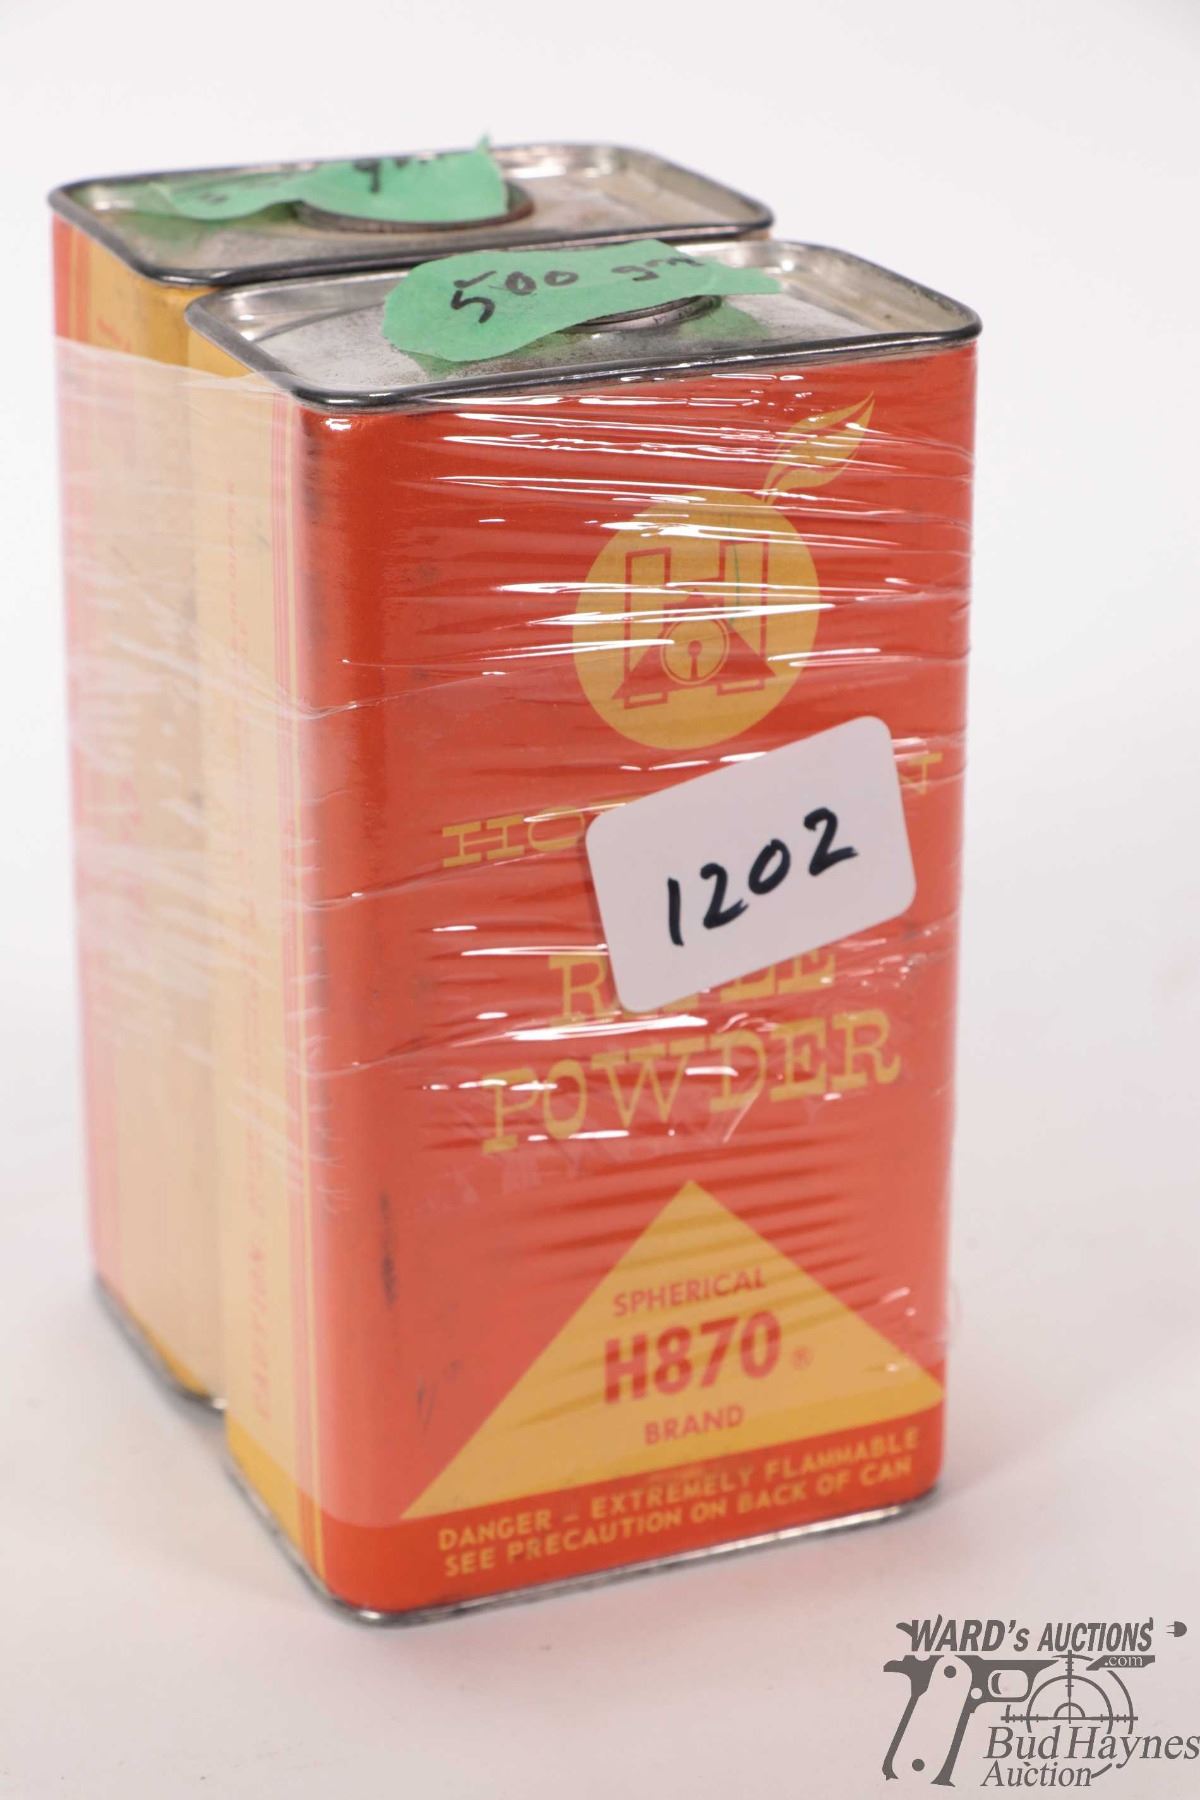 500 gm
H
1202
POWDER
SPHERICAL
H870®
BRAND
DANGER – EXTREMELY FLAMMABLE
SEE PRECAUTION ON BACK OF CAN
WARD's AUCTIONS
.com
Bud Haynes
Auction